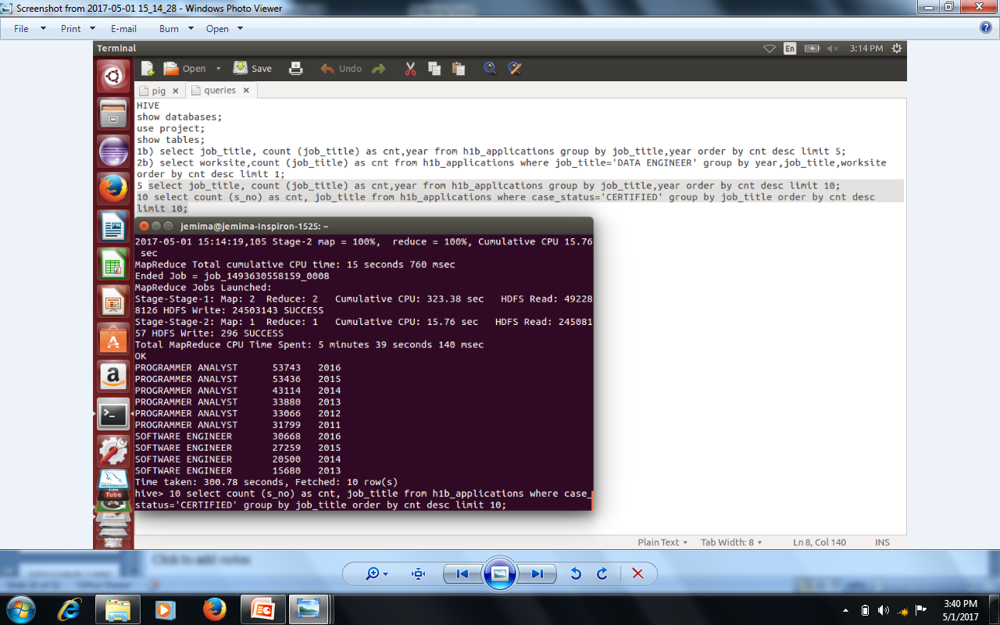 Screenshot from 2017-05-01 15_14_28 - Windows Photo Viewer
File Print E-mail Burn Open
Terminal En 3:14 PM
Open Save Undo
pig queries
HIVE
show databases;
use project;
show tables;
1b) select job_title, count (job_title) as cnt,year from h1b_applications group by job_title,year order by cnt desc limit 5;
2b) select worksite,count (job_title) as cnt from h1b_applications where job_title='DATA ENGINEER' group by year,job_title,worksite
order by cnt desc limit 1;
5 select job_title, count (job_title) as cnt,year from h1b_applications group by job_title,year order by cnt desc limit 10;
10 select count (s_no) as cnt, job_title from h1b_applications where case_status='CERTIFIED' group by job_title order by cnt desc
limit 10;
jemima@jemima-Inspiron-1525: ~
2017-05-01 15:14:19,105 Stage-2 map = 100%, reduce = 100%, Cumulative CPU 15.76
sec
MapReduce Total cumulative CPU time: 15 seconds 760 msec
Ended Job = job_1493630558159_0008
MapReduce Jobs Launched:
Stage-Stage-1: Map: 2 Reduce: 2 Cumulative CPU: 323.38 sec HDFS Read: 49228
8126 HDFS Write: 24503143 SUCCESS
Stage-Stage-2: Map: 1 Reduce: 1 Cumulative CPU: 15.76 sec HDFS Read: 245081
57 HDFS Write: 296 SUCCESS
Total MapReduce CPU Time Spent: 5 minutes 39 seconds 140 msec
OK
PROGRAMMER ANALYST 53743 2016
PROGRAMMER ANALYST 53436 2015
PROGRAMMER ANALYST 43114 2014
PROGRAMMER ANALYST 33880 2013
PROGRAMMER ANALYST 33066 2012
PROGRAMMER ANALYST 31799 2011
SOFTWARE ENGINEER 30668 2016
SOFTWARE ENGINEER 27259 2015
SOFTWARE ENGINEER 20500 2014
SOFTWARE ENGINEER 15680 2013
Time taken: 300.78 seconds, Fetched: 10 row(s)
hive> 10 select count (s_no) as cnt, job_title from h1b_applications where case_
status='CERTIFIED' group by job_title order by cnt desc limit 10;
Tube
Plain Text Tab Width: 8 Ln 8, Col 140 INS
Click to add notes
3:40 PM
5/1/2017